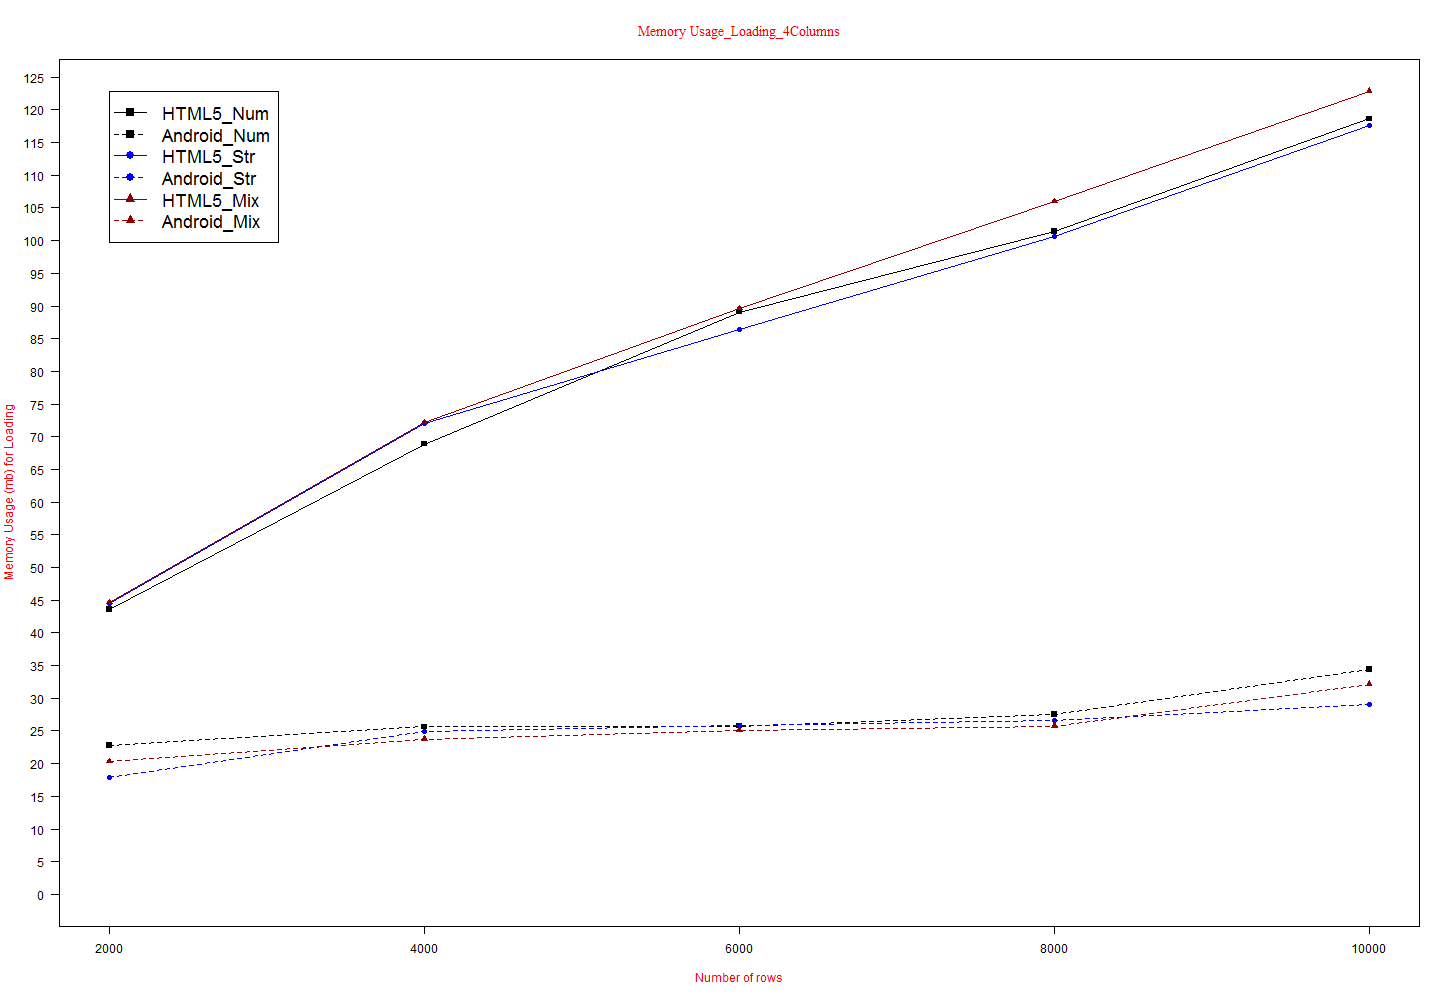 Memory Usage_Loading_4Columns
125
120
115
110
105
100
95
90
85
80
75
70
65
60
55
50
45
40
35
30
25
20
15
10
5
0
Memory Usage (mb) for Loading
HTML5_Num
Android_Num
HTML5_Str
Android_Str
HTML5_Mix
Android_Mix
2000 4000 6000 8000 10000
Number of rows